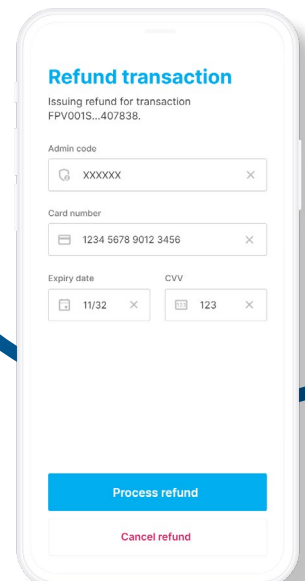 Refund transaction
Issuing refund for transaction
FPV001S...407838.
Admin code
XXXXXX
Card number
1234 5678 9012 3456
Expiry date CVV
11/32 123
Process refund
Cancel refund